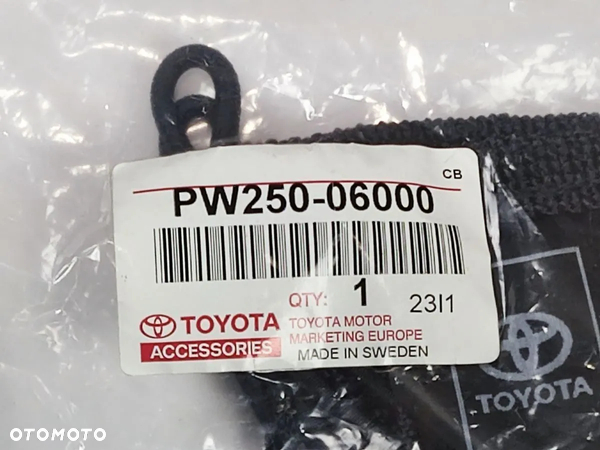 CB
PW250-06000
QTY: 1 23I1
TOYOTA
ACCESSORIES
TOYOTA MOTOR
MARKETING EUROPE
MADE IN SWEDEN
TOYOTA
OTOMOTO